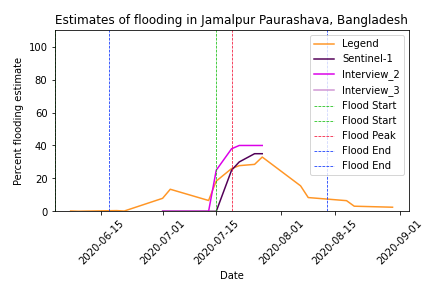 Estimates of flooding in Jamalpur Paurashava, Bangladesh
Percent flooding estimate
100
80
60
40
20
0
Legend
Sentinel-1
Interview_2
Interview_3
Flood Start
Flood Start
Flood Peak
Flood End
Flood End
2020-06-15
2020-07-01
2020-07-15
2020-08-01
2020-08-15
2020-09-01
Date